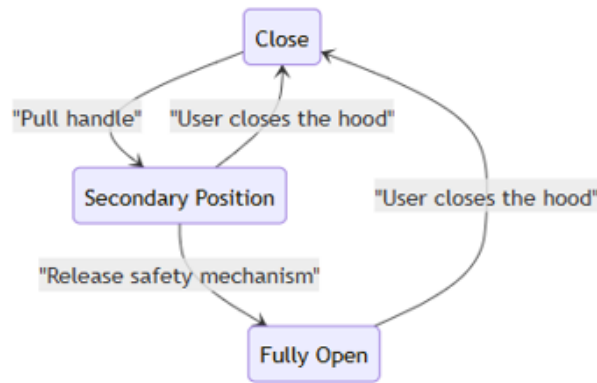 Close
"Pull handle"
"User closes the hood"
Secondary Position
"User closes the hood"
"Release safety mechanism"
Fully Open